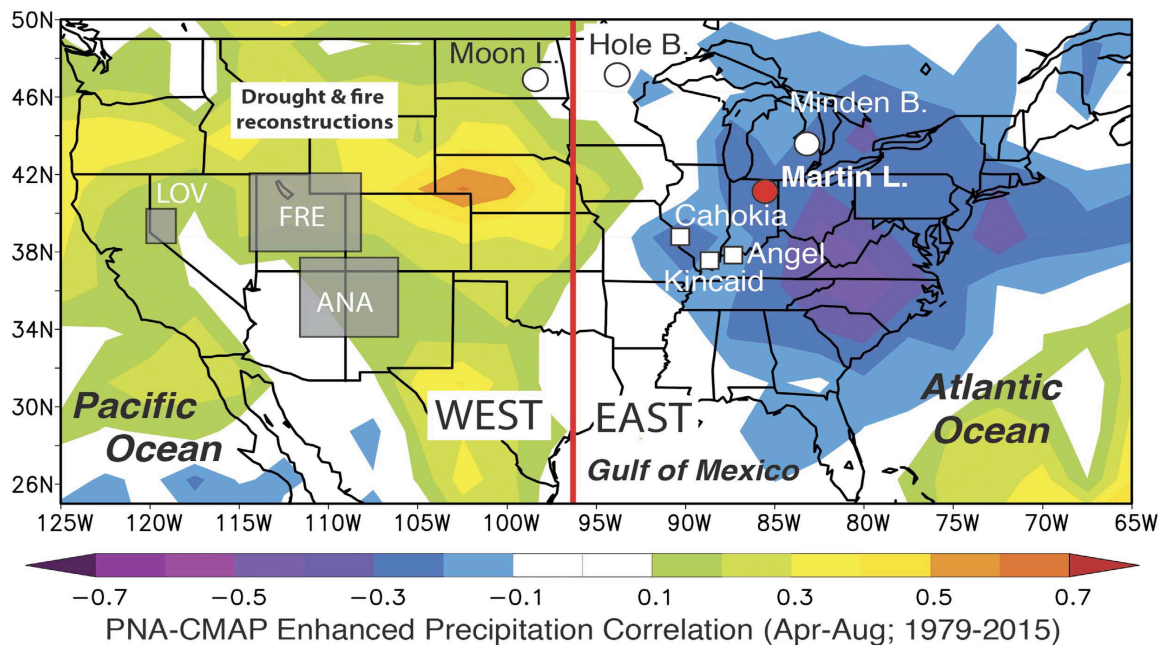 50N
46N
42N
38N
34N
30N
26N
Moon L.
Hole B.
Drought & fire
reconstructions
Minden B.
Martin L.
LOV
FRE
ANA
Cahokia
Angel
Kincaid
Pacific
Ocean
WEST
EAST
Gulf of Mexico
Atlantic
Ocean
125W 120W 115W 110W 105W 100W 95W 90W 85W 80W 75W 70W 65W
−0.7 −0.5 −0.3 −0.1 0.1 0.3 0.5 0.7
PNA-CMAP Enhanced Precipitation Correlation (Apr-Aug; 1979-2015)